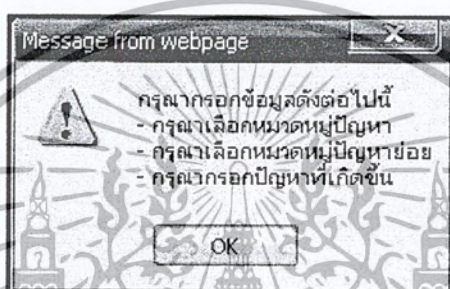 Message from webpage
กรุณากรอกข้อมูลดังต่อไปนี้
- กรุณาเลือกหมวดหมู่ปัญหา
- กรุณาเลือกหมวดหมู่ปัญหาย่อย
- กรุณากรอกปัญหาที่เกิดขึ้น
OK